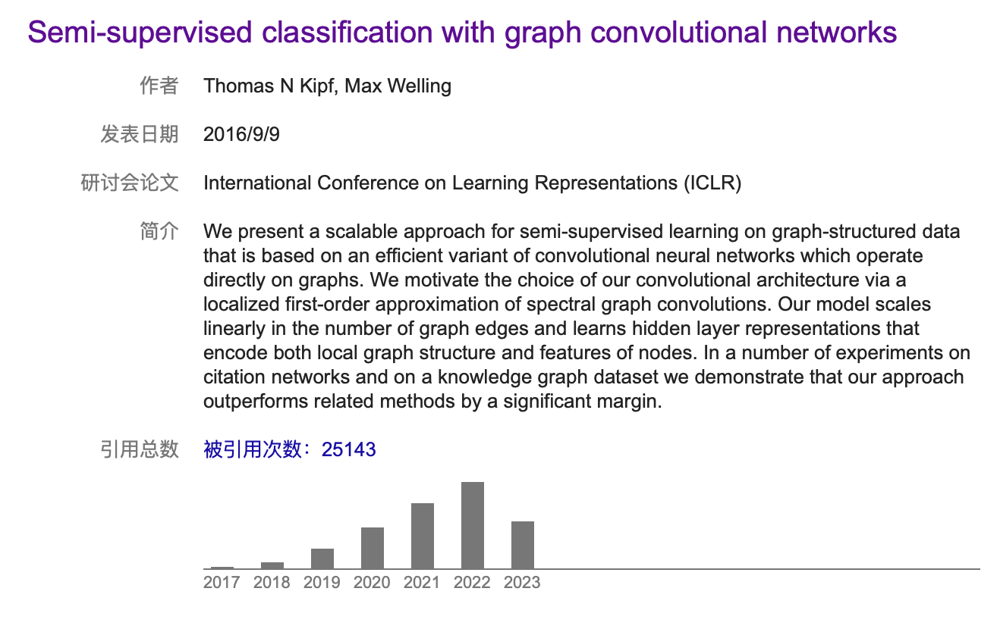 Semi-supervised classification with graph convolutional networks
作者 Thomas N Kipf, Max Welling
发表日期 2016/9/9
研讨会论文 International Conference on Learning Representations (ICLR)
简介 We present a scalable approach for semi-supervised learning on graph-structured data
that is based on an efficient variant of convolutional neural networks which operate
directly on graphs. We motivate the choice of our convolutional architecture via a
localized first-order approximation of spectral graph convolutions. Our model scales
linearly in the number of graph edges and learns hidden layer representations that
encode both local graph structure and features of nodes. In a number of experiments on
citation networks and on a knowledge graph dataset we demonstrate that our approach
outperforms related methods by a significant margin.
引用总数 被引用次数：25143
2017 2018 2019 2020 2021 2022 2023